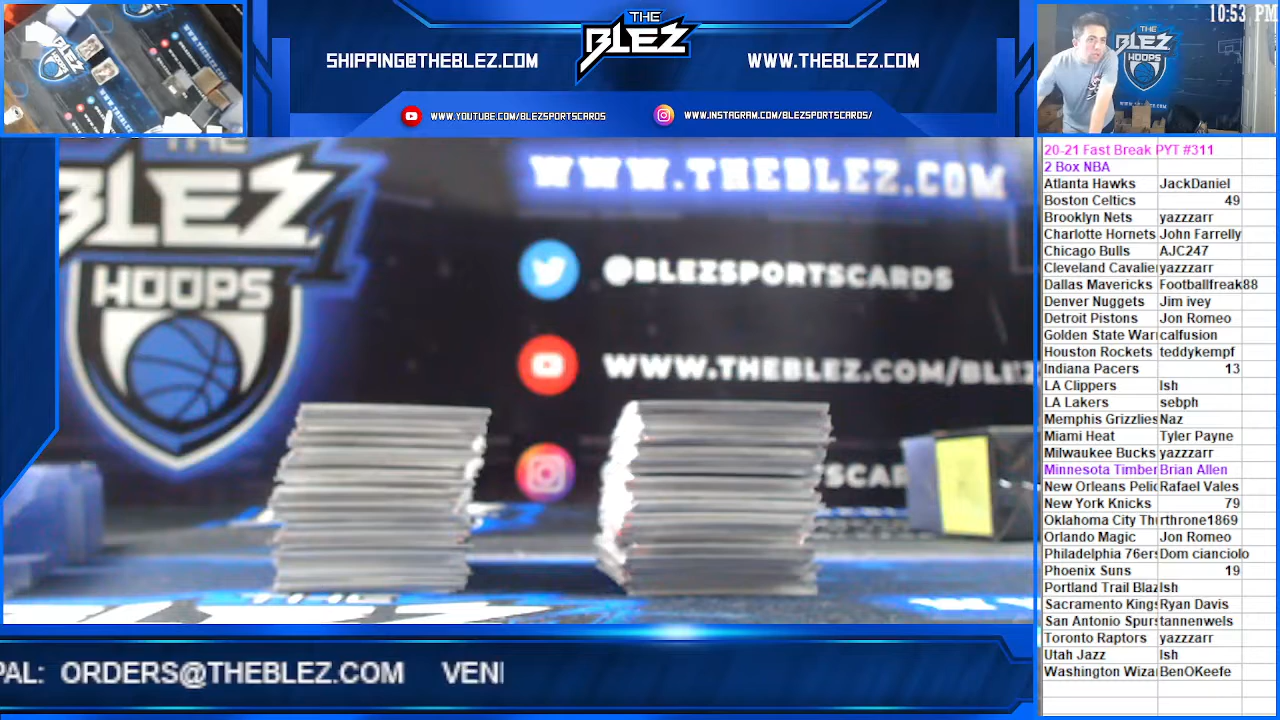 10:53 PM
THE
BLEZ
SHIPPING@THEBLEZ.COM
WWW.THEBLEZ.COM
WWW.YOUTUBE.COM/BLEZSPORTSCARDS
WWW.INSTAGRAM.COM/BLEZSPORTSCARDS/
THE
BLEZ
HOOPS
THE
BLEZ
HOOPS
WWW.THEBLEZ.COM
@BLEZSPORTSCARDS
WWW.THEBLEZ.COM/BLEZ
SCARDS
20-21 Fast Break PYT #311
2 Box NBA
Atlanta Hawks JackDaniel
Boston Celtics 49
Brooklyn Nets yazzzarr
Charlotte Hornets John Farrelly
Chicago Bulls AJC247
Cleveland Cavalie yazzzarr
Dallas Mavericks Footballfreak88
Denver Nuggets Jim ivey
Detroit Pistons Jon Romeo
Golden State Warr calfusion
Houston Rockets teddykempf
Indiana Pacers 13
LA Clippers Ish
LA Lakers sebph
Memphis Grizzlies Naz
Miami Heat Tyler Payne
Milwaukee Bucks yazzzarr
Minnesota Timber Brian Allen
New Orleans Peli Rafael Vales
New York Knicks 79
Oklahoma City Thu rthrone1869
Orlando Magic Jon Romeo
Philadelphia 76ers Dom cianciolo
Phoenix Suns 19
Portland Trail Blaz Ish
Sacramento Kings Ryan Davis
San Antonio Spurs tannenwels
Toronto Raptors yazzzarr
Utah Jazz Ish
Washington Wiza BenOKeefe
PAL: ORDERS@THEBLEZ.COM VEN